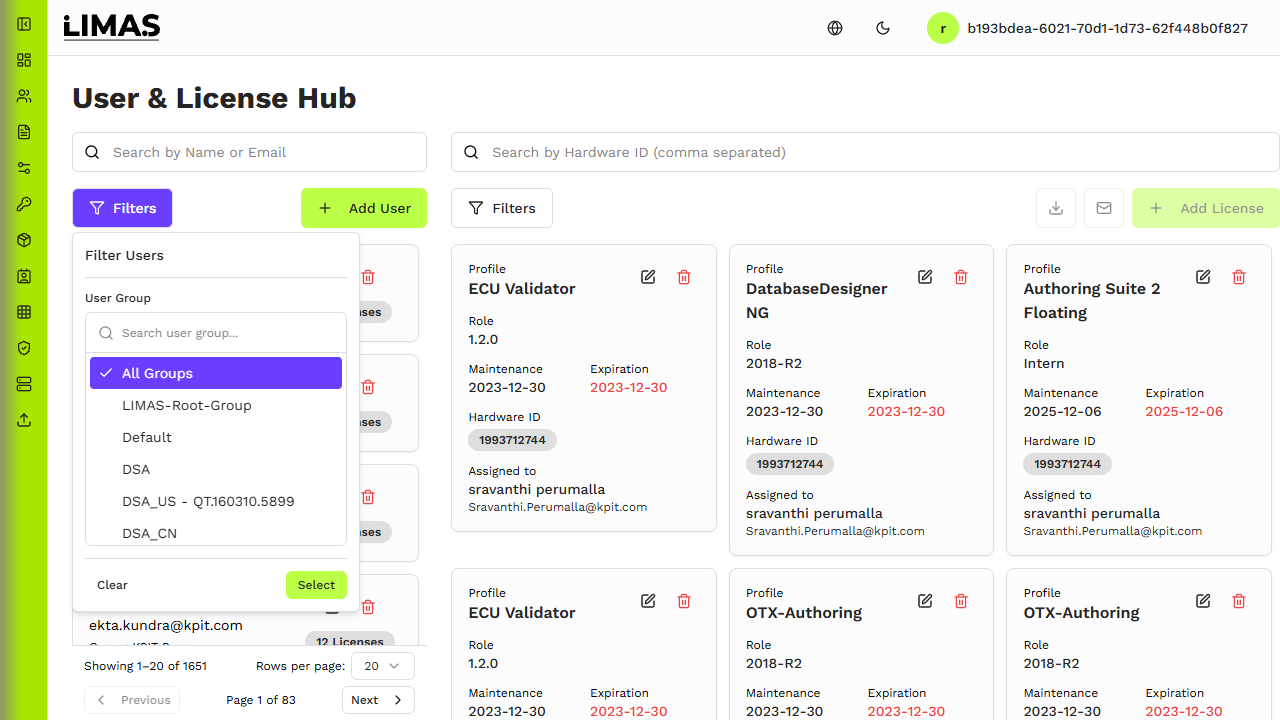 LIMAS
r
b193bdea-6021-70d1-1d73-62f448b0f827
User & License Hub
Search by Name or Email
Search by Hardware ID (comma separated)
Filters
Add User
Filters
Add License
Filter Users
User Group
Search user group...
All Groups
LIMAS-Root-Group
Default
DSA
DSA_US - QT.160310.5899
DSA_CN
Clear
Select
ekta.kundra@kpit.com
12 Licenses
Showing 1–20 of 1651
Rows per page:
20
Previous
Page 1 of 83
Next
Profile
ECU Validator
Role
1.2.0
Maintenance
Expiration
2023-12-30
2023-12-30
Hardware ID
1993712744
Assigned to
sravanthi perumalla
Sravanthi.Perumalla@kpit.com
Profile
DatabaseDesigner
NG
Role
2018-R2
Maintenance
Expiration
2023-12-30
2023-12-30
Hardware ID
1993712744
Assigned to
sravanthi perumalla
Sravanthi.Perumalla@kpit.com
Profile
Authoring Suite 2
Floating
Role
Intern
Maintenance
Expiration
2025-12-06
2025-12-06
Hardware ID
1993712744
Assigned to
sravanthi perumalla
Sravanthi.Perumalla@kpit.com
Profile
ECU Validator
Role
1.2.0
Maintenance
Expiration
2023-12-30
2023-12-30
Profile
OTX-Authoring
Role
2018-R2
Maintenance
Expiration
2023-12-30
2023-12-30
Profile
OTX-Authoring
Role
2018-R2
Maintenance
Expiration
2023-12-30
2023-12-30